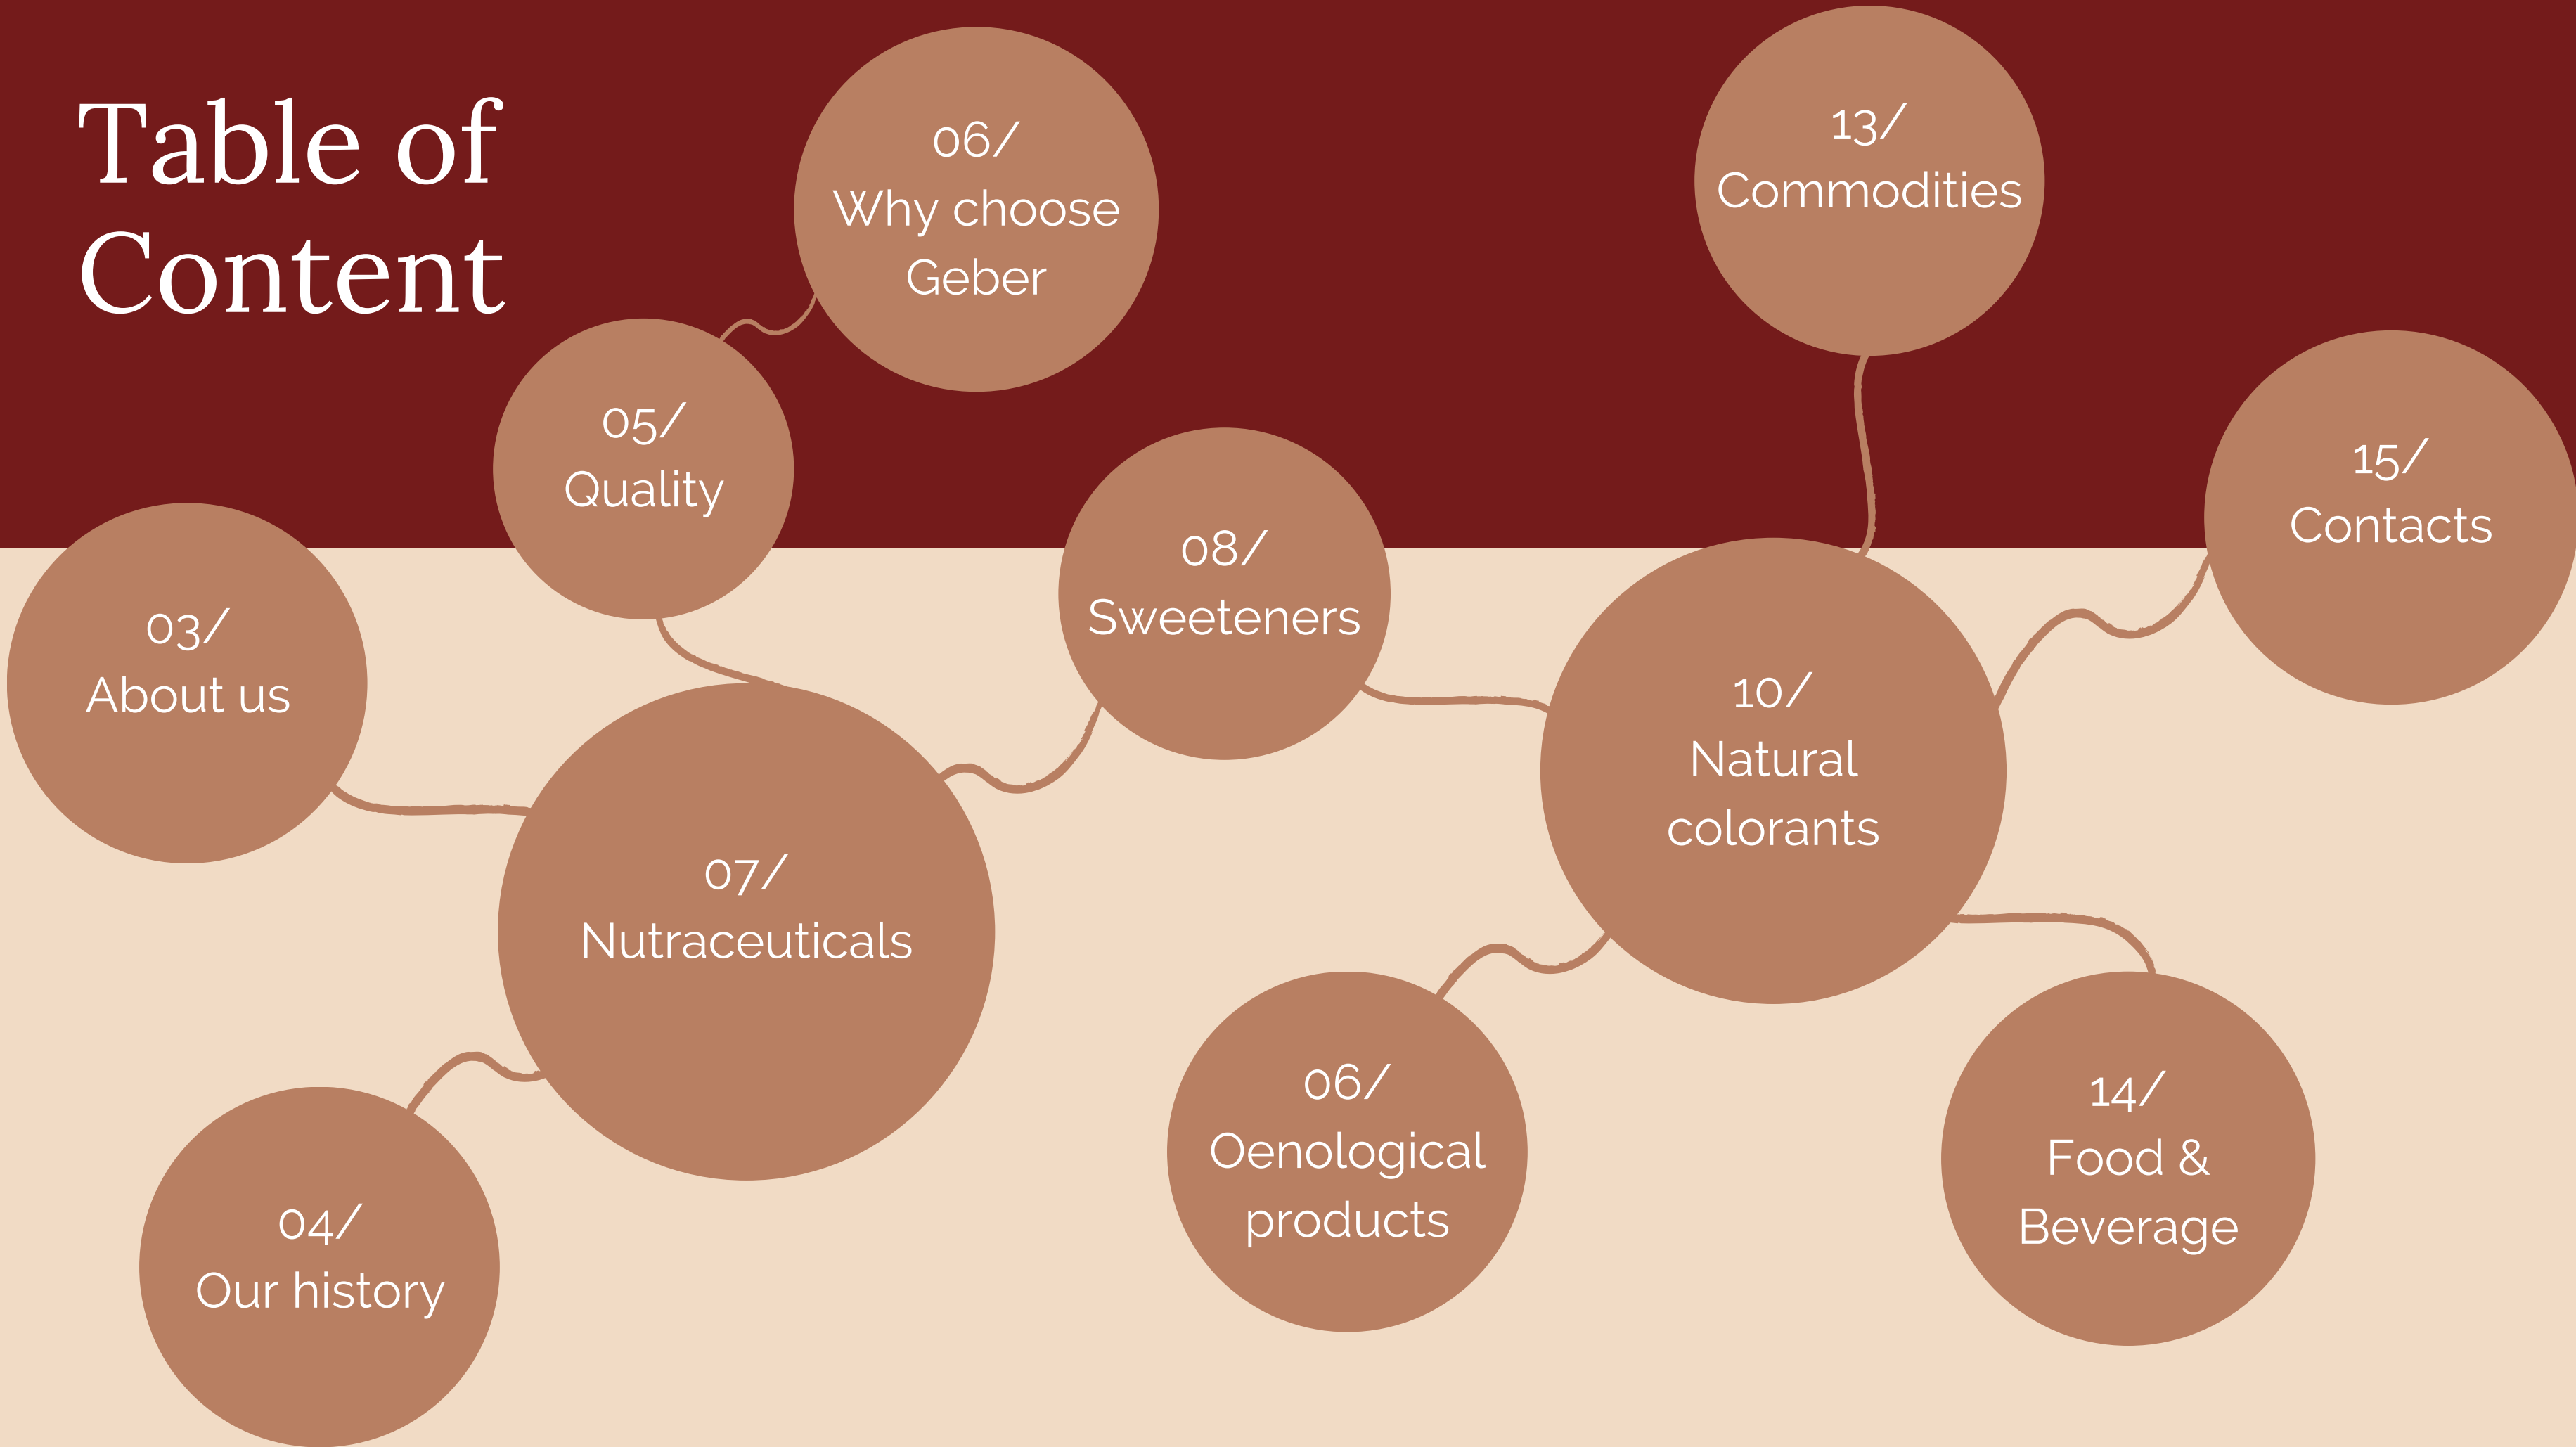 Table of
Content
03/
About us
04/
Our history
05/
Quality
06/
Why choose
Geber
07/
Nutraceuticals
08/
Sweeteners
10/
Natural
colorants
06/
Oenological
products
13/
Commodities
14/
Food &
Beverage
15/
Contacts